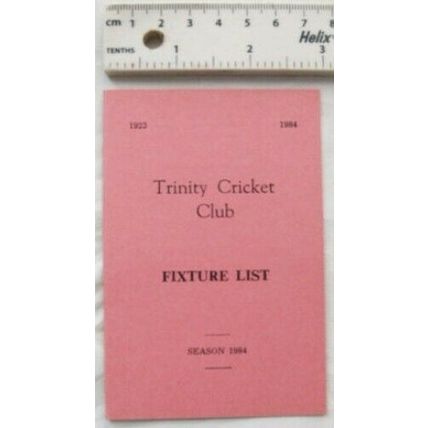 cm 1 2 3 4 5 6 7 8
Helix
TENTHS 1 2 3
1923 1984
Trinity Cricket
Club
FIXTURE LIST
SEASON 1984